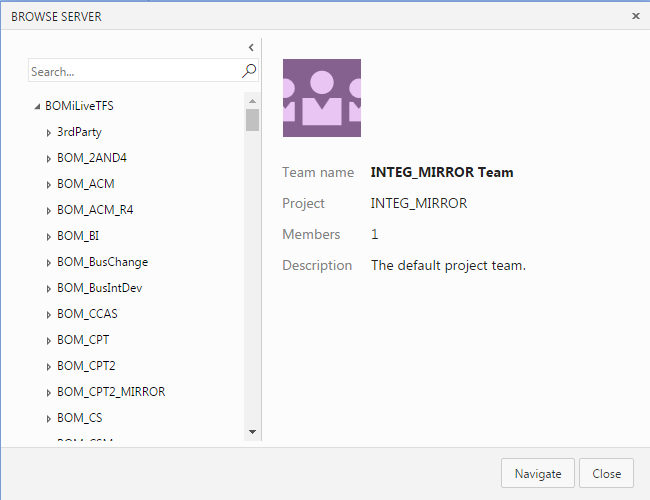 BROWSE SERVER
Search...
BOMiLiveTFS
3rdParty
BOM_2AND4
BOM_ACM
BOM_ACM_R4
BOM_BI
BOM_BusChange
BOM_BusIntDev
BOM_CCAS
BOM_CPT
BOM_CPT2
BOM_CPT2_MIRROR
BOM_CS
Team name INTEG_MIRROR Team
Project INTEG_MIRROR
Members 1
Description The default project team.
Navigate Close